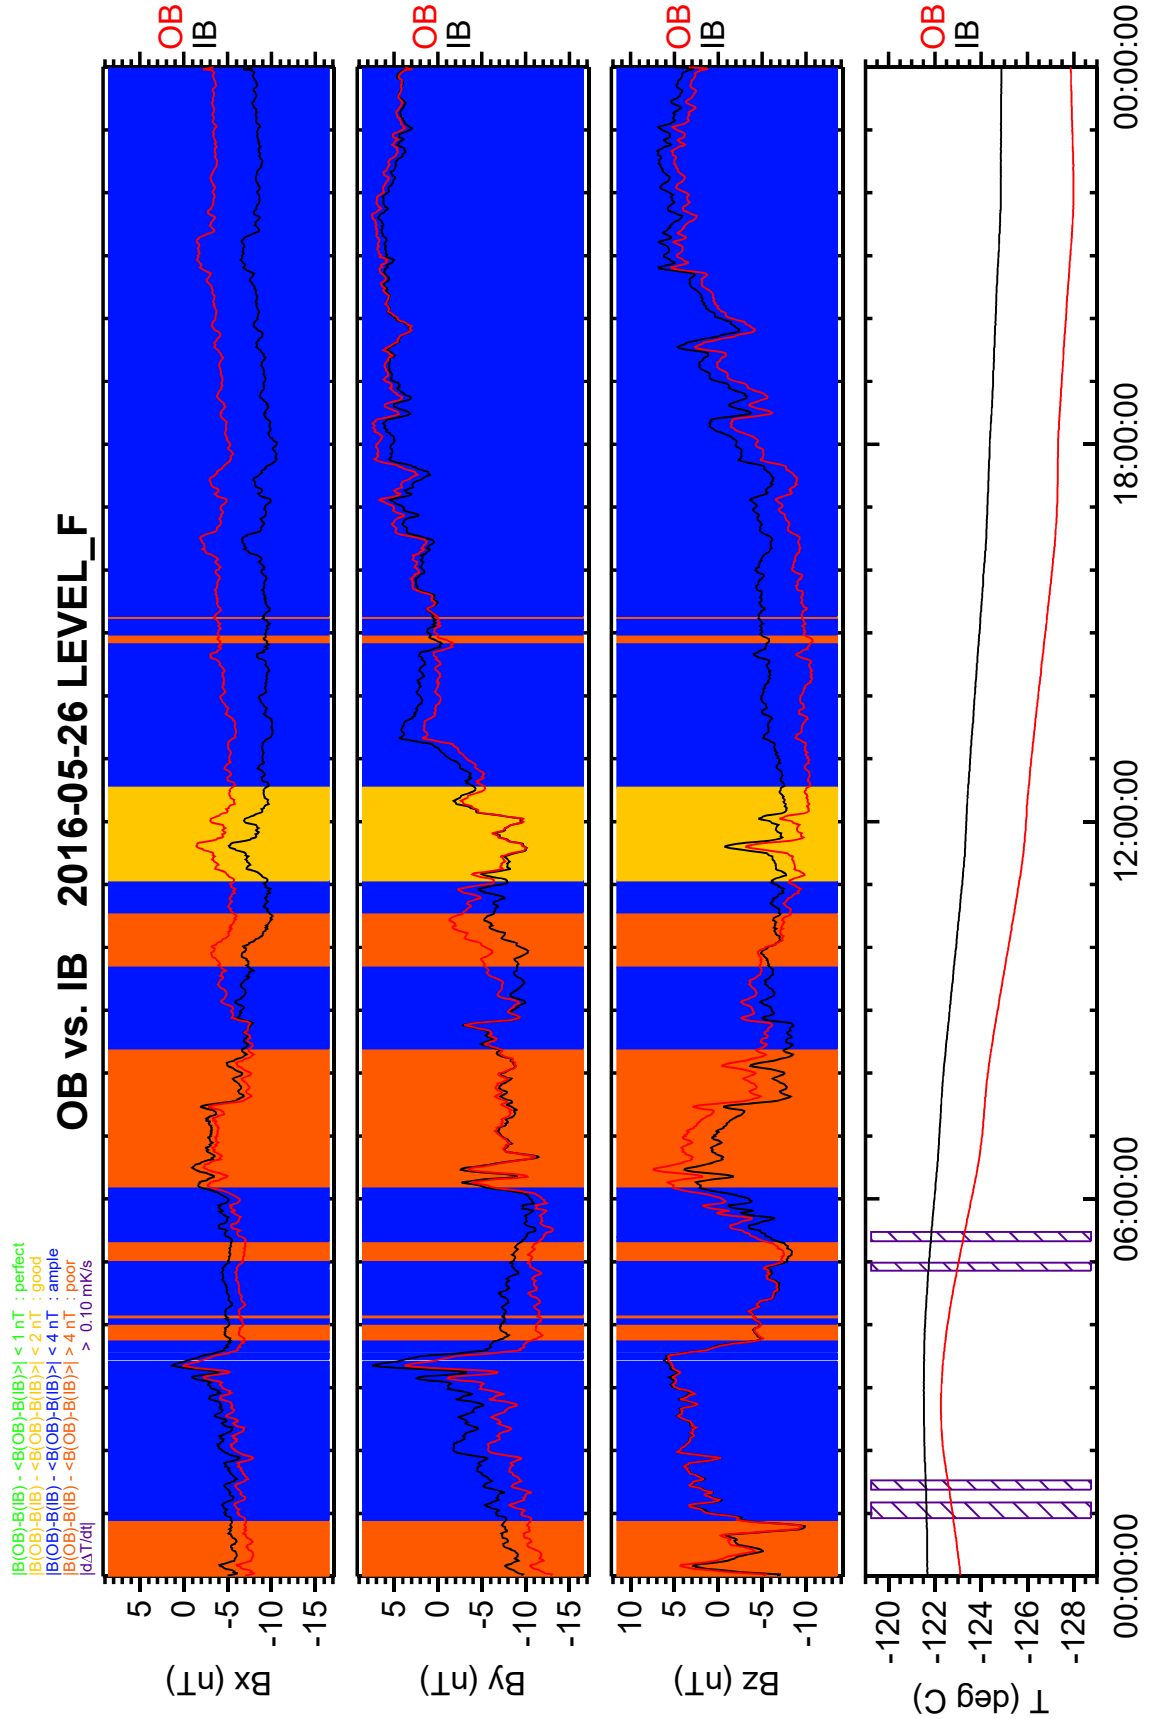 OB vs. IB 2016-05-26 LEVEL_F
|B(OB)-B(IB) - <B(OB)-B(IB)>| < 1 nT : perfect
|B(OB)-B(IB) - <B(OB)-B(IB)>| < 2 nT : good
|B(OB)-B(IB) - <B(OB)-B(IB)>| < 4 nT : ample
|B(OB)-B(IB) - <B(OB)-B(IB)>| > 4 nT : poor
|dΔT/dt| > 0.10 mK/s
Bx (nT)
5
0
-5
-10
-15
OB
IB
By (nT)
5
0
-5
-10
-15
OB
IB
Bz (nT)
10
5
0
-5
-10
OB
IB
T (deg C)
-120
-122
-124
-126
-128
OB
IB
00:00:00 06:00:00 12:00:00 18:00:00 00:00:00